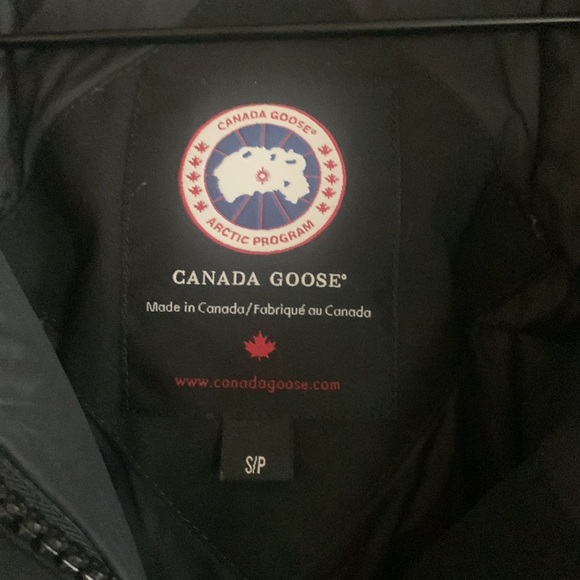 CANADA GOOSE®
ARCTIC PROGRAM
CANADA GOOSE®
Made in Canada/Fabriqué au Canada
www.canadagoose.com
S/P